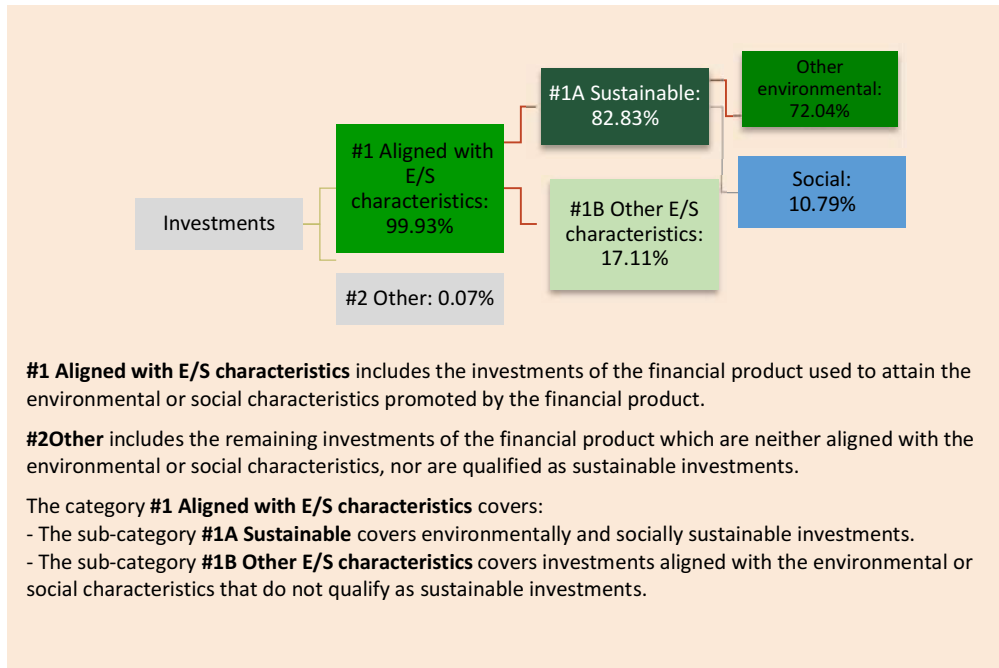 Investments
#1 Aligned with
E/S
characteristics:
99.93%
#2 Other: 0.07%
#1A Sustainable:
82.83%
#1B Other E/S
characteristics:
17.11%
Other
environmental:
72.04%
Social:
10.79%
#1 Aligned with E/S characteristics includes the investments of the financial product used to attain the
environmental or social characteristics promoted by the financial product.
#2Other includes the remaining investments of the financial product which are neither aligned with the
environmental or social characteristics, nor are qualified as sustainable investments.
The category #1 Aligned with E/S characteristics covers:
- The sub-category #1A Sustainable covers environmentally and socially sustainable investments.
- The sub-category #1B Other E/S characteristics covers investments aligned with the environmental or
social characteristics that do not qualify as sustainable investments.